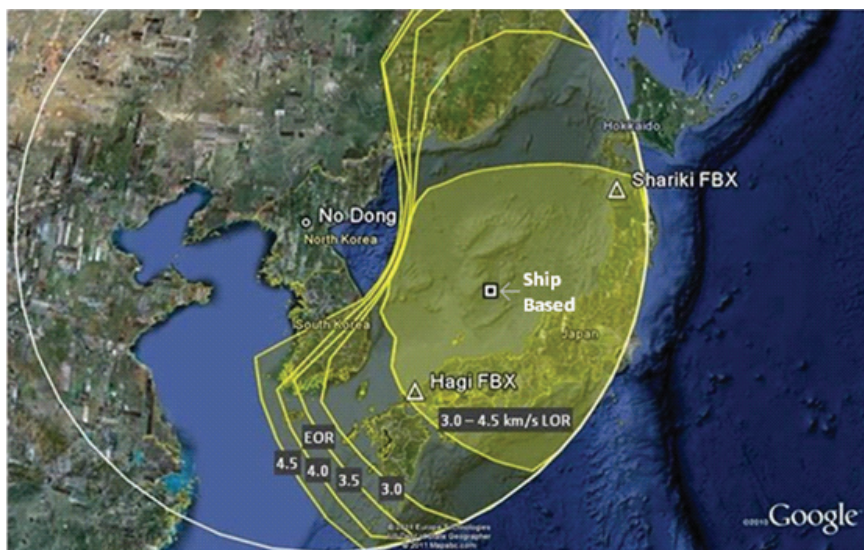 Hokkaido
Shariki FBX
No Dong
North Korea
Ship
Based
South Korea
Japan
Hagi FBX
3.0 – 4.5 km/s LOR
EOR
4.5
4.0
3.5
3.0
© 2010 Google